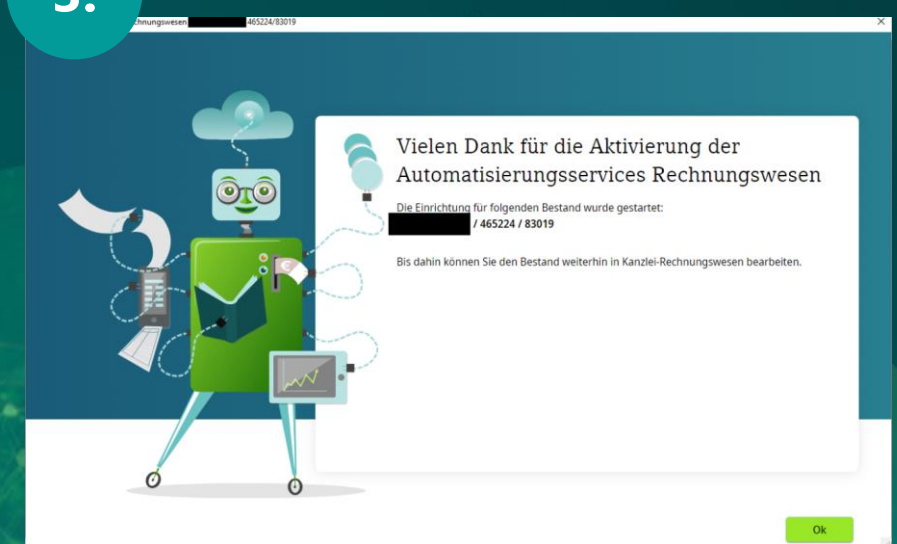 chnungswesen 465224/83019
Vielen Dank für die Aktivierung der
Automatisierungsservices Rechnungswesen
Die Einrichtung für folgenden Bestand wurde gestartet:
/ 465224 / 83019
Bis dahin können Sie den Bestand weiterhin in Kanzlei-Rechnungswesen bearbeiten.
Ok